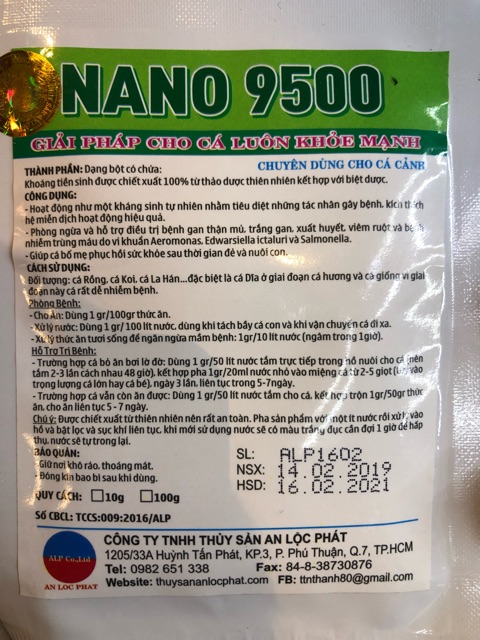 NANO 9500
GIẢI PHÁP CHO CÁ LUÔN KHỎE MẠNH
THÀNH PHẦN: Dạng bột có chứa: CHUYÊN DÙNG CHO CÁ CẢNH
Khoáng tiền sinh được chiết xuất 100% từ thảo dược thiên nhiên kết hợp với biệt dược.
CÔNG DỤNG:
- Hoạt động như một kháng sinh tự nhiên nhằm tiêu diệt những tác nhân gây bệnh, kích thích
hệ miễn dịch hoạt động hiệu quả.
- Phòng ngừa và hỗ trợ điều trị bệnh gan thận mủ, trắng gan, xuất huyết, viêm ruột và bệnh
nhiễm trùng máu do vi khuẩn Aeromonas, Edwarsiella ictaluri và Salmonella.
- Giúp cá bố mẹ phục hồi sức khỏe sau thời gian đẻ và nuôi con.
CÁCH SỬ DỤNG:
Đối tượng: cá Rồng, cá Koi, cá La Hán...đặc biệt là cá Dĩa ở giai đoạn cá hương và cá giống vì giai
đoạn này cá rất dễ nhiễm bệnh.
Phòng Bệnh:
- Cho Ăn: Dùng 1 gr/100gr thức ăn.
- Xử lý nước: Dùng 1 gr/ 100 lít nước, dùng khi tách bầy cá con và khi vận chuyển cá đi xa.
- Xử lý thức ăn tươi sống để ngăn ngừa mầm bệnh: 1gr/10 lít nước (ngâm trong 1giờ).
Hỗ Trợ Trị Bệnh:
- Trường hợp cá bỏ ăn bơi lờ đờ: Dùng 1 gr/50 lít nước tắm trực tiếp trong hồ nuôi cho cá (nên
tắm 2-3 lần cách nhau 48 giờ), kết hợp pha 1gr/20ml nước nhỏ vào miệng cá từ 2-5 giọt (tùy vào
trọng lượng cá lớn hay cá bé), ngày 3 lần, liên tục trong 5-7ngày.
- Trường hợp cá vẫn còn ăn được: Dùng 1 gr/50 lít nước tắm cho cá, kết hợp trộn 1gr/50gr thức
ăn, cho ăn liên tục 5 - 7 ngày.
Chú ý: Được chiết xuất từ thiên nhiên nên rất an toàn. Pha sản phẩm với một ít nước rồi xử lý vào
hồ và bật lọc và sục khí liên tục, khi mới sử dụng nước sẽ có màu trắng đục cần đợi 1 giờ để hấp
thụ, nước sẽ tự trong lại.
BẢO QUẢN:
- Giữ nơi khô ráo, thoáng mát.
- Đóng kín bao bì sau khi dùng.
SL: ALP1602
NSX: 14.02.2019
HSD: 16.02.2021
QUY CÁCH: 10g 100g
Số CBCL: TCCS:009:2016/ALP
ALP Co.,Ltd
AN LOC PHAT
CÔNG TY TNHH THỦY SẢN AN LỘC PHÁT
1205/33A Huỳnh Tấn Phát, KP.3, P. Phú Thuận, Q.7, TP.HCM
Tel: 0982 651 338 Fax: 84-8-38730876
Website: thuysananlocphat.com FB: ttnthanh80@gmail.com